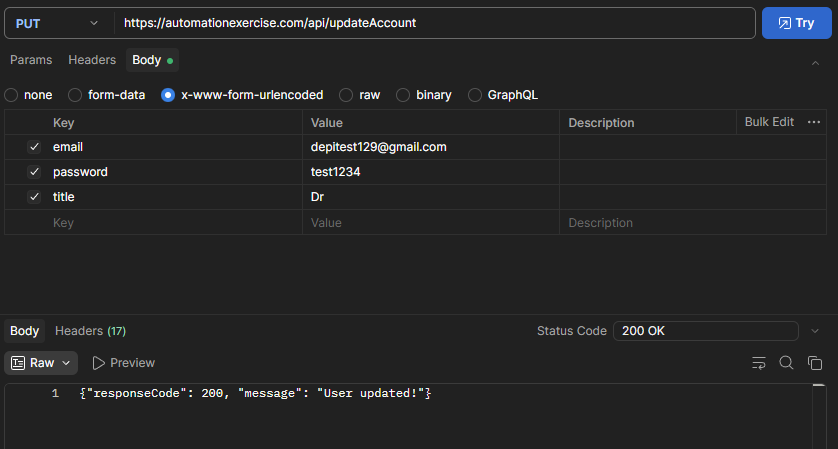 PUT https://automationexercise.com/api/updateAccount Try
Params Headers Body
none form-data x-www-form-urlencoded raw binary GraphQL
Key Value Description Bulk Edit ...
email depitest129@gmail.com
password test1234
title Dr
Key Value Description
Body Headers (17) Status Code 200 OK
Raw Preview
1 {"responseCode": 200, "message": "User updated!"}